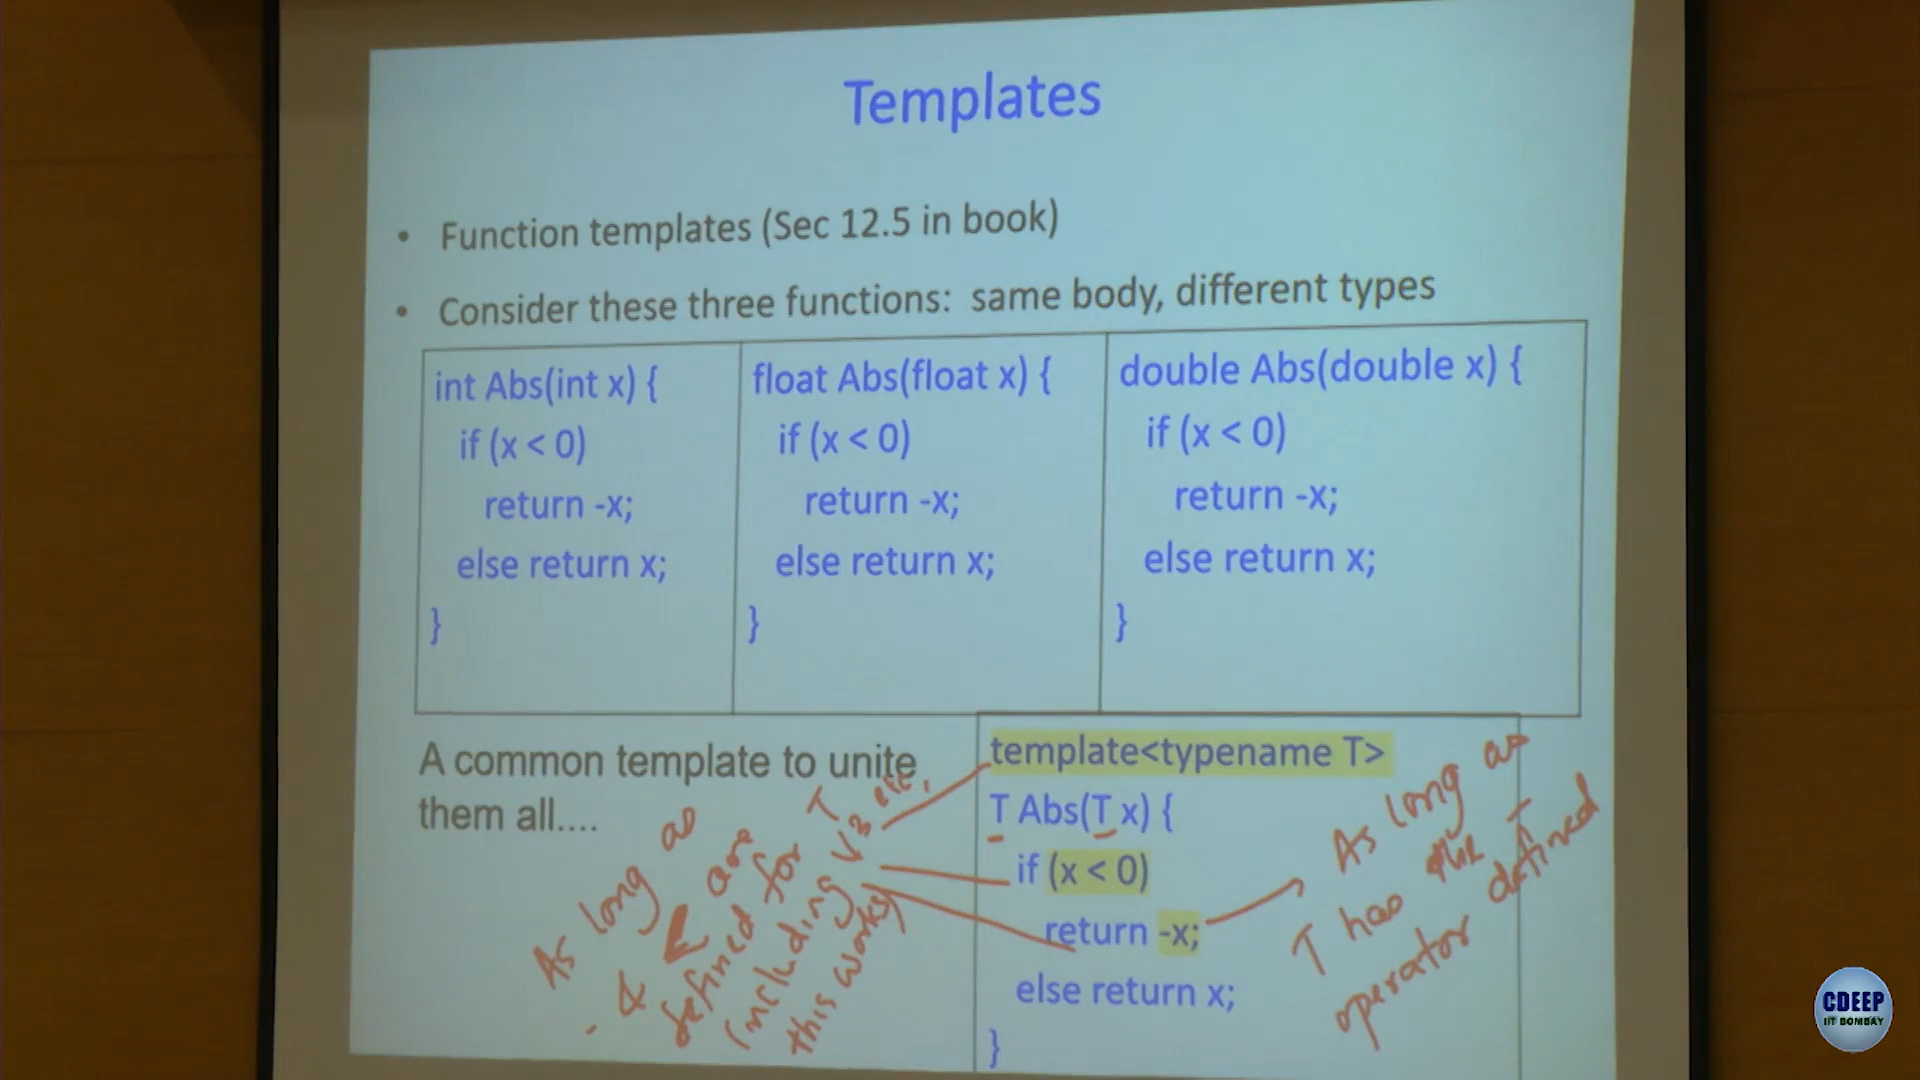 Templates
• Function templates (Sec 12.5 in book)
• Consider these three functions: same body, different types
int Abs(int x) {
if (x < 0)
return -x;
else return x;
}
float Abs(float x) {
if (x < 0)
return -x;
else return x;
}
double Abs(double x) {
if (x < 0)
return -x;
else return x;
}
A common template to unite
them all....
template<typename T>
T Abs(T x) {
if (x < 0)
return -x;
else return x;
}
As long as
- & < are
defined for T
(including V3 etc,
this works)
As long as
T has the -
operator defined
CDEEP
IIT BOMBAY